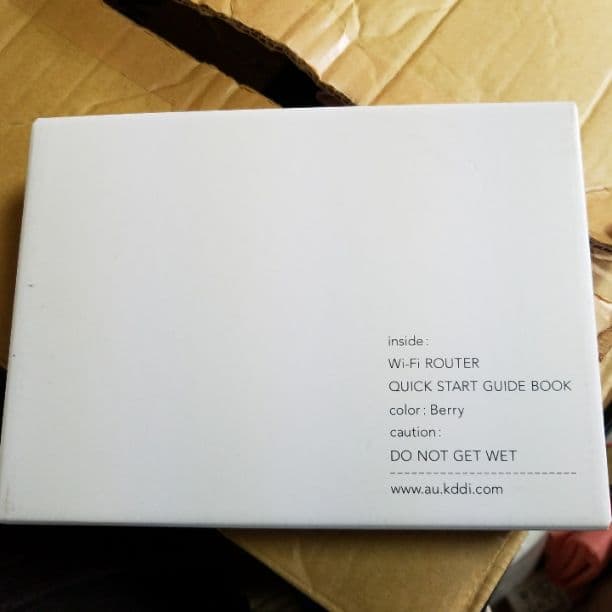 inside:
Wi-Fi ROUTER
QUICK START GUIDE BOOK
color: Berry
caution:
DO NOT GET WET
www.au.kddi.com